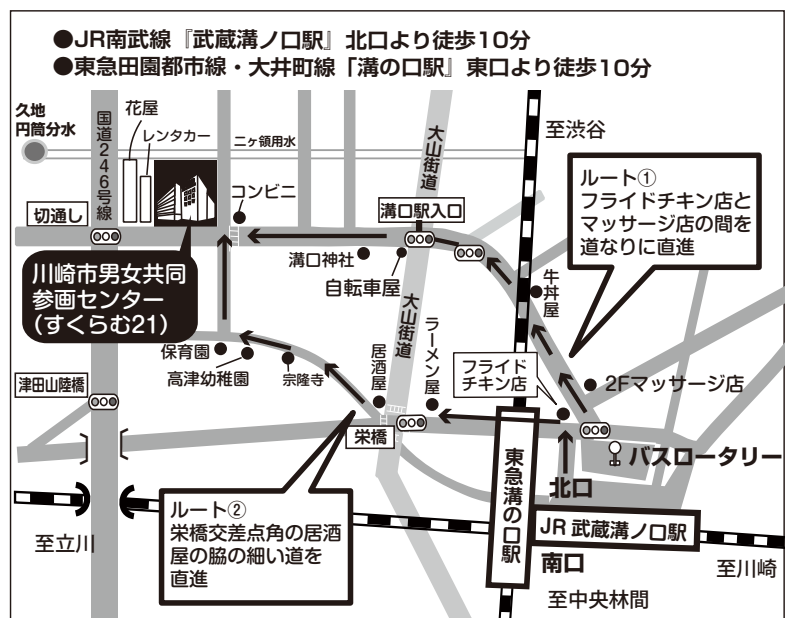 ●JR南武線『武蔵溝ノ口駅』北口より徒歩10分
●東急田園都市線・大井町線「溝の口駅』東口より徒歩10分
久地
円筒分水
国道246号線
花屋
レンタカー
二ヶ領用水
大山街道
至渋谷
ルート①
フライドチキン店と
マッサージ店の間を
道なりに直進
コンビニ
切通し
溝口駅入口
溝口神社
自転車屋
牛丼屋
川崎市男女共同
参画センター
(すくらむ21)
大山街道
保育園
高津幼稚園
宗隆寺
居酒屋
ラーメン屋
フライド
チキン店
2Fマッサージ店
津田山陸橋
栄橋
バスロータリー
北口
東急溝の口駅
ルート②
栄橋交差点角の居酒
屋の脇の細い道を
直進
JR 武蔵溝ノ口駅
至立川
南口
至川崎
至中央林間